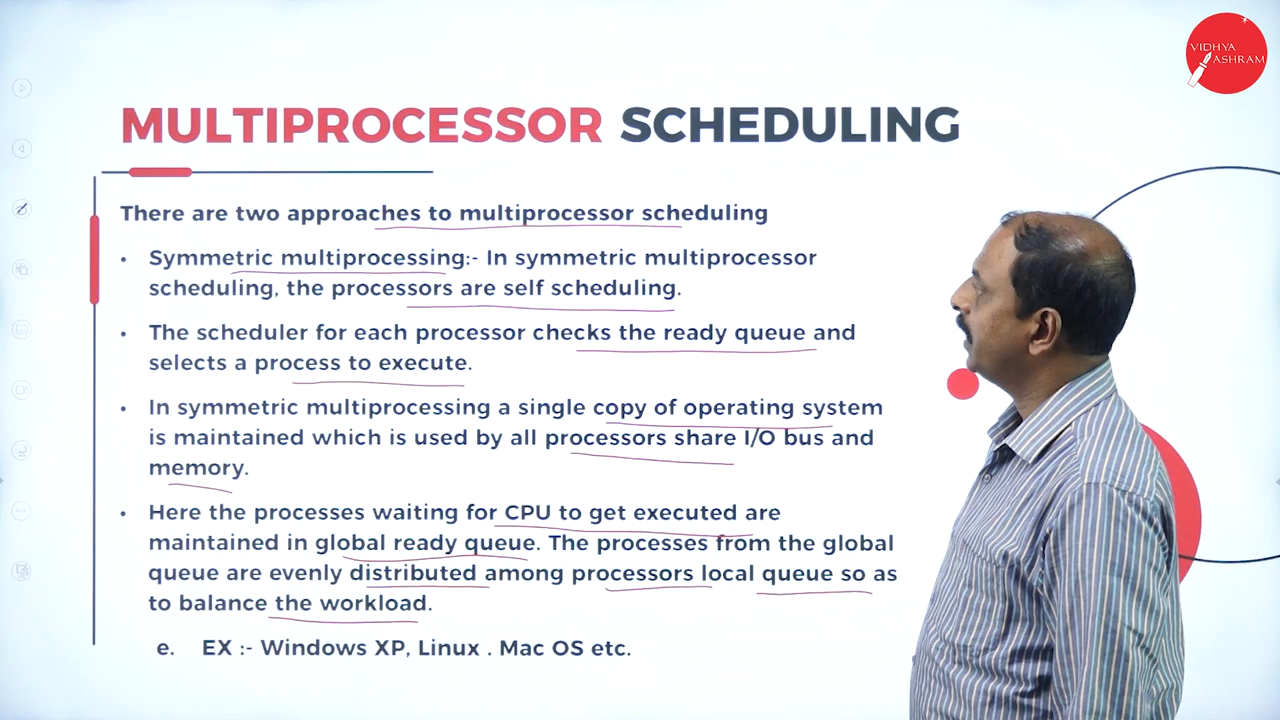 VIDHYA
ASHRAM
MULTIPROCESSOR SCHEDULING
There are two approaches to multiprocessor scheduling
• Symmetric multiprocessing:- In symmetric multiprocessor
scheduling, the processors are self scheduling.
• The scheduler for each processor checks the ready queue and
selects a process to execute.
• In symmetric multiprocessing a single copy of operating system
is maintained which is used by all processors share I/O bus and
memory.
• Here the processes waiting for CPU to get executed are
maintained in global ready queue. The processes from the global
queue are evenly distributed among processors local queue so as
to balance the workload.
e. EX :- Windows XP, Linux . Mac OS etc.